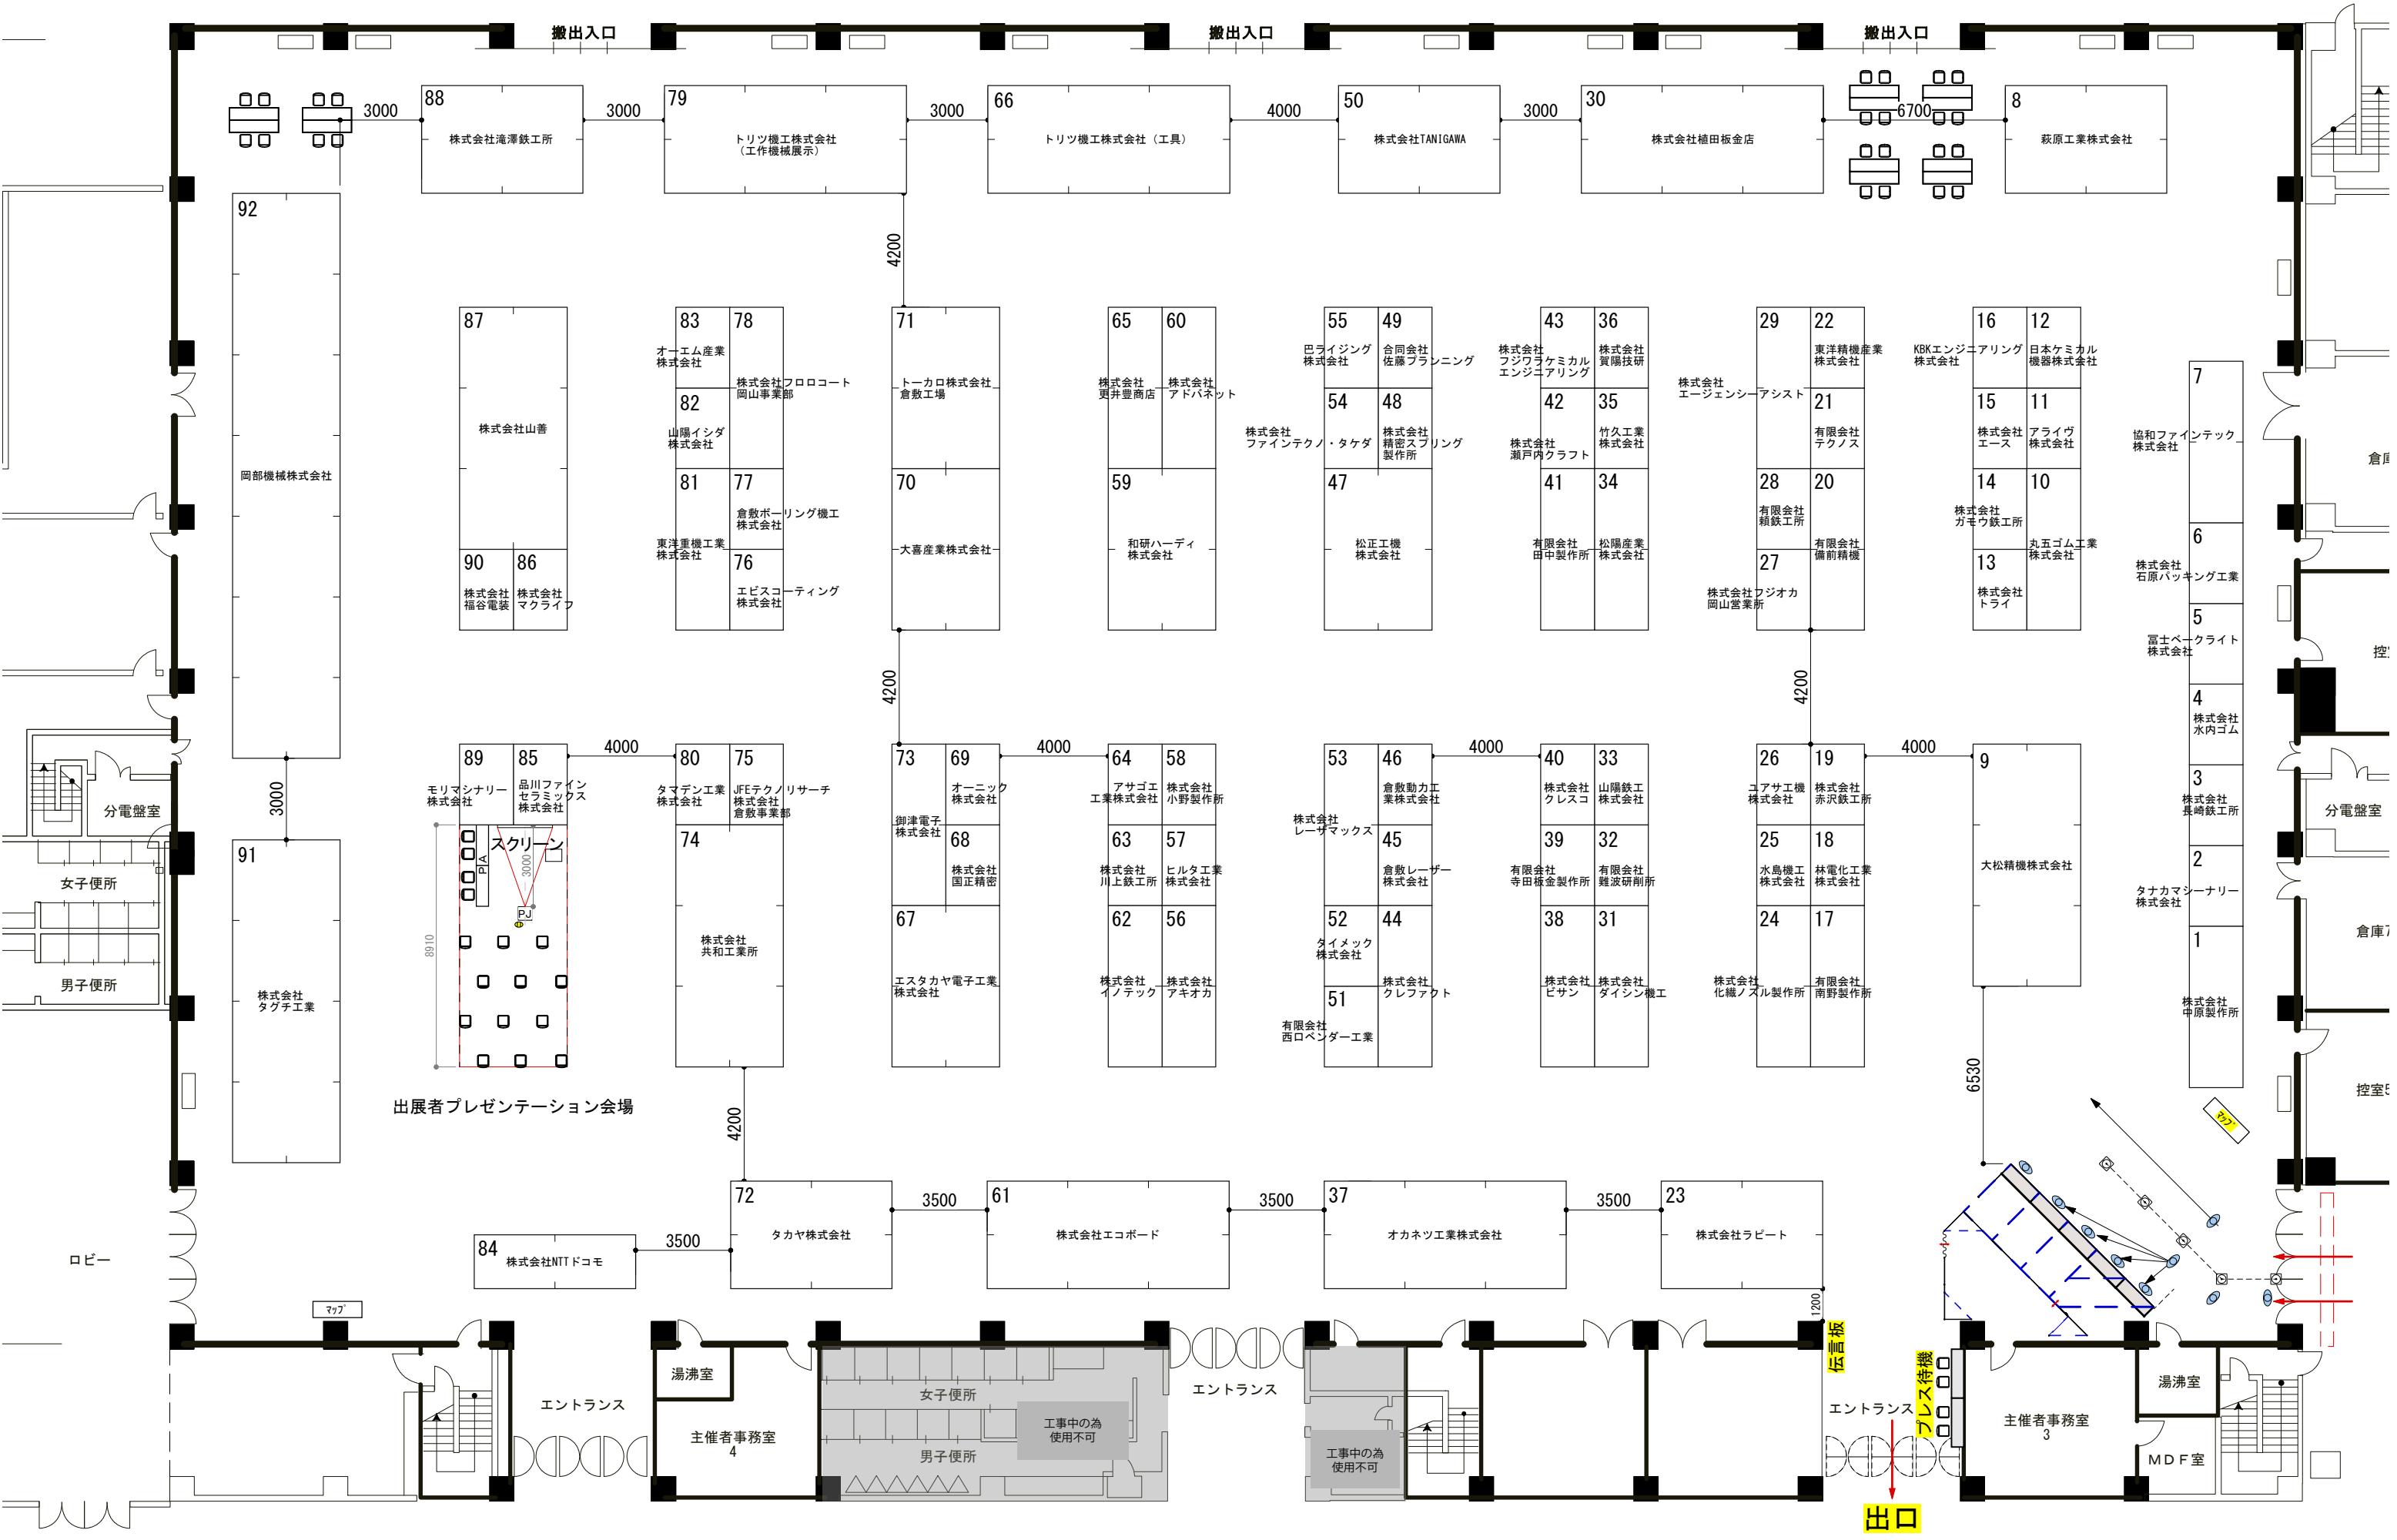 搬出入口
搬出入口
搬出入口
88
株式会社滝澤鉄工所
79
トリツ機工株式会社
(工作機械展示)
66
トリツ機工株式会社（工具）
50
株式会社TANIGAWA
30
株式会社植田板金店
8
萩原工業株式会社
3000
3000
3000
4000
3000
6700
92
岡部機械株式会社
4200
87
株式会社山善
90
株式会社
福谷電装
86
株式会社
マクライフ
83
オーエム産業
株式会社
78
株式会社フロロコート
岡山事業部
82
山陽イシダ
株式会社
81
東洋重機工業
株式会社
77
倉敷ボーリング機工
株式会社
76
エビスコーティング
株式会社
71
トーカロ株式会社
倉敷工場
70
大喜産業株式会社
65
株式会社
更井豊商店
60
株式会社
アドバネット
59
和研ハーディ
株式会社
55
巴ライジング
株式会社
49
合同会社
佐藤プランニング
54
株式会社
ファインテクノ・タケダ
48
株式会社
精密スプリング
製作所
47
松正工機
株式会社
43
株式会社
フジワラケミカル
エンジニアリング
36
株式会社
賀陽技研
42
株式会社
瀬戸内クラフト
35
竹久工業
株式会社
41
有限会社
田中製作所
34
松陽産業
株式会社
29
株式会社
エージェンシーアシスト
22
東洋精機産業
株式会社
21
有限会社
テクノス
28
有限会社
頼鉄工所
20
有限会社
備前精機
27
株式会社フジオカ
岡山営業所
16
KBKエンジニアリング
株式会社
12
日本ケミカル
機器株式会社
15
株式会社
エース
11
アライヴ
株式会社
14
株式会社
ガモウ鉄工所
10
丸五ゴム工業
株式会社
13
株式会社
トライ
7
協和ファインテック
株式会社
6
株式会社
石原パッキング工業
5
冨士ベークライト
株式会社
4
株式会社
水内ゴム
3
株式会社
長崎鉄工所
2
タナカマシーナリー
株式会社
1
株式会社
中原製作所
倉庫
控室
4200
4200
3000
4000
4000
4000
4000
91
株式会社
タグチ工業
89
モリマシナリー
株式会社
85
品川ファイン
セラミックス
株式会社
スクリーン
PA
3000
PJ
8910
出展者プレゼンテーション会場
80
タマデン工業
株式会社
75
JFEテクノリサーチ
株式会社
倉敷事業部
74
株式会社
共和工業所
73
御津電子
株式会社
69
オーニック
株式会社
68
株式会社
国正精密
67
エスタカヤ電子工業
株式会社
64
アサゴエ
工業株式会社
58
株式会社
小野製作所
63
株式会社
川上鉄工所
57
ヒルタ工業
株式会社
62
株式会社
イノテック
56
株式会社
アキオカ
53
株式会社
レーザマックス
46
倉敷動力工
業株式会社
45
倉敷レーザー
株式会社
52
タイメック
株式会社
44
株式会社
クレファクト
51
有限会社
西口ベンダー工業
40
株式会社
クレスコ
33
山陽鉄工
株式会社
39
有限会社
寺田板金製作所
32
有限会社
難波研削所
38
株式会社
ビサン
31
株式会社
ダイシン機工
26
ユアサ工機
株式会社
19
株式会社
赤沢鉄工所
25
水島機工
株式会社
18
林電化工業
株式会社
24
株式会社
化繊ノズル製作所
17
有限会社
南野製作所
9
大松精機株式会社
分電盤室
女子便所
男子便所
ロビー
分電盤室
倉庫7
控室5
4200
6530
ﾏｯﾌﾟ
84
株式会社NTTドコモ
3500
72
タカヤ株式会社
3500
61
株式会社エコボード
3500
37
オカネツ工業株式会社
3500
23
株式会社ラビート
1200
ﾏｯﾌﾟ
エントランス
湯沸室
主催者事務室
4
女子便所
男子便所
工事中の為
使用不可
エントランス
工事中の為
使用不可
伝言板
エントランス
プレス待機
主催者事務室
3
湯沸室
ＭＤＦ室
出口